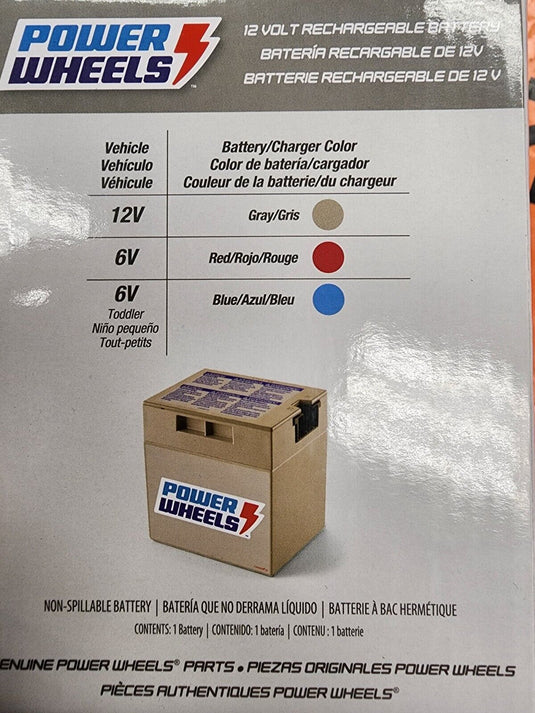 POWER WHEELS™
12 VOLT RECHARGEABLE BATTERY
BATERÍA RECARGABLE DE 12V
BATTERIE RECHARGEABLE DE 12 V
Vehicle Battery/Charger Color
Vehículo Color de batería/cargador
Véhicule Couleur de la batterie/du chargeur
12V Gray/Gris
6V Red/Rojo/Rouge
6V Blue/Azul/Bleu
Toddler
Niño pequeño
Tout-petits
POWER
WHEELS™
NON-SPILLABLE BATTERY | BATERÍA QUE NO DERRAMA LÍQUIDO | BATTERIE À BAC HERMÉTIQUE
CONTENTS: 1 Battery | CONTENIDO: 1 batería | CONTENU : 1 batterie
ENUINE POWER WHEELS® PARTS • PIEZAS ORIGINALES POWER WHEELS
PIÈCES AUTHENTIQUES POWER WHEELS®